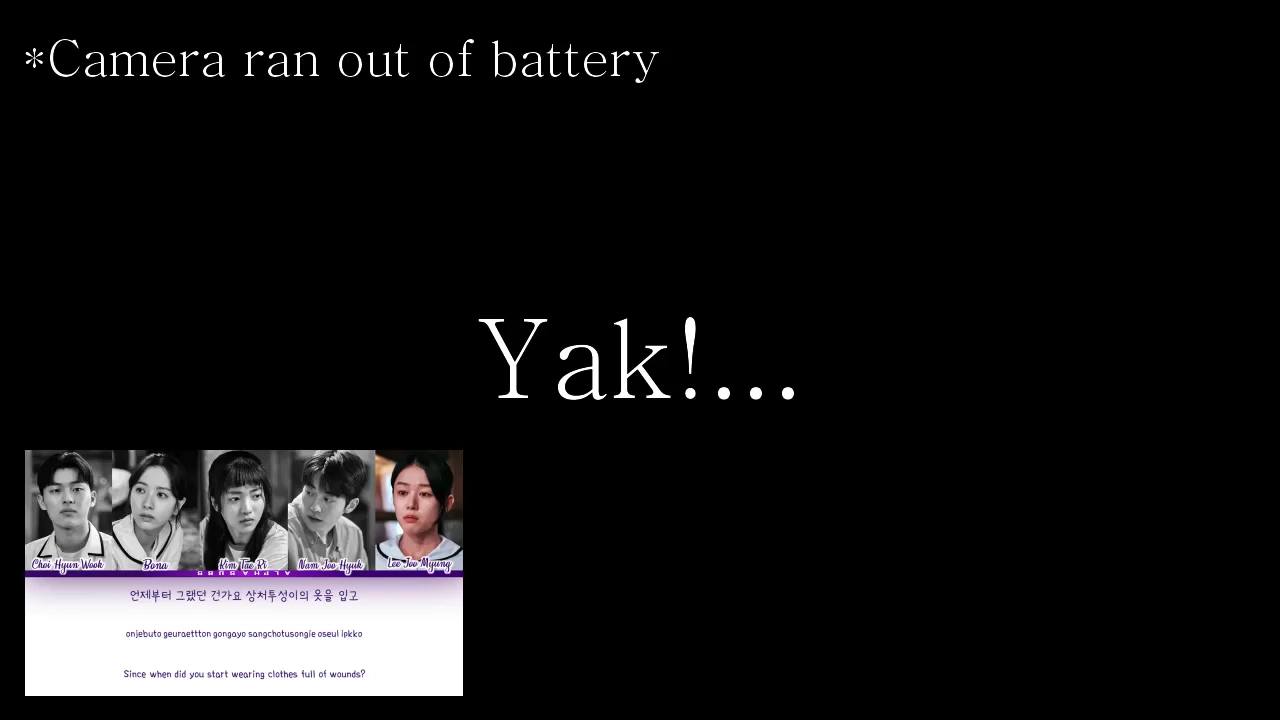 *Camera ran out of battery
Yak!...
Choi Hyun Wook
Bona
Kim Tae Ri
Nam Joo Hyuk
Lee Joo Myung
언제부터 그랬던 건가요 상처투성이의 옷을 입고
onjebuto geuraettton gongayo sangchotusongie oseul ipkko
Since when did you start wearing clothes full of wounds?